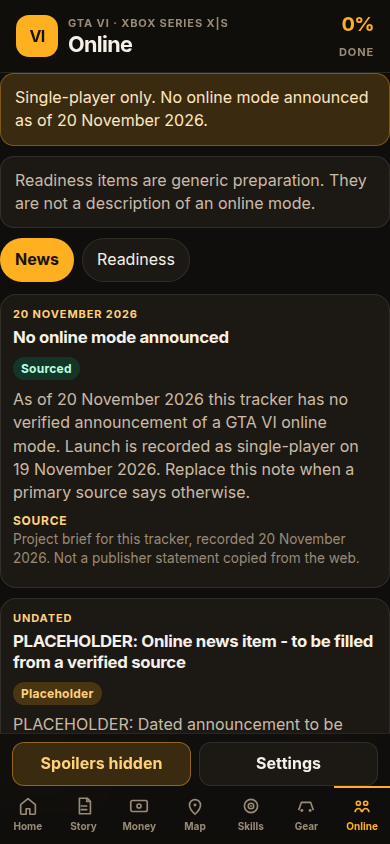 VI
GTA VI · XBOX SERIES X|S
Online
0%
DONE
Single-player only. No online mode announced
as of 20 November 2026.
Readiness items are generic preparation. They
are not a description of an online mode.
News
Readiness
20 NOVEMBER 2026
No online mode announced
Sourced
As of 20 November 2026 this tracker has no
verified announcement of a GTA VI online
mode. Launch is recorded as single-player on
19 November 2026. Replace this note when a
primary source says otherwise.
SOURCE
Project brief for this tracker, recorded 20 November
2026. Not a publisher statement copied from the web.
UNDATED
PLACEHOLDER: Online news item - to be filled
from a verified source
Placeholder
PLACEHOLDER: Dated announcement to be
Spoilers hidden
Settings
Home
Story
Money
Map
Skills
Gear
Online